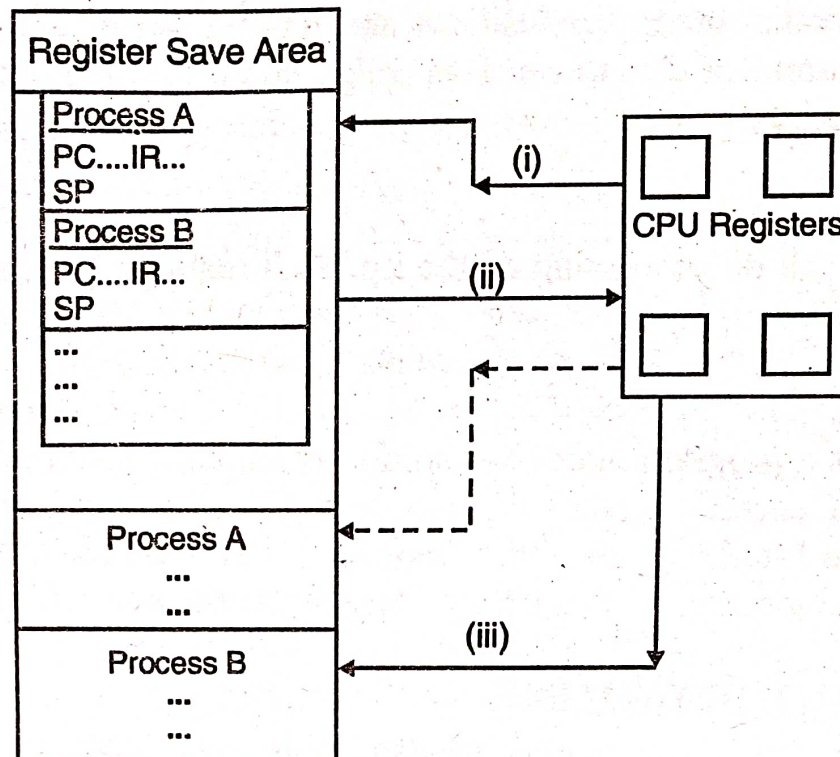 Register Save Area
Process A
PC....IR...
SP
Process B
PC....IR...
SP
...
...
...
Process A
...
...
Process B
...
...
(i)
CPU Registers
(ii)
(iii)